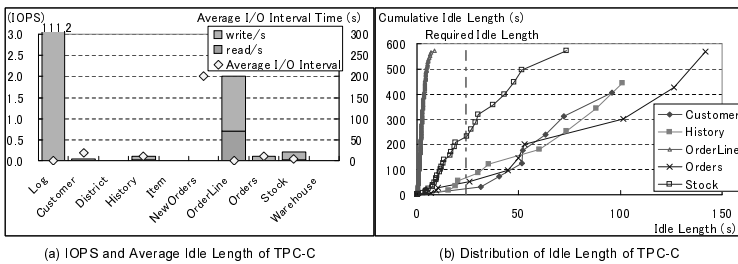 (IOPS)
Average I/O Interval Time (s)
111.2
write/s
read/s
Average I/O Interval
3.0
2.5
2.0
1.5
1.0
0.5
0.0
300
250
200
150
100
50
0
Log
Customer
District
History
Item
NewOrders
OrderLine
Orders
Stock
Warehouse
(a) IOPS and Average Idle Length of TPC-C
Cumulative Idle Length (s)
Required Idle Length
600
500
400
300
200
100
0
0
50
100
150
Idle Length (s)
Customer
History
OrderLine
Orders
Stock
(b) Distribution of Idle Length of TPC-C